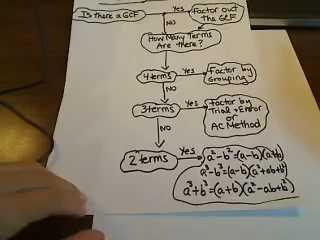 Is there a GCF
Yes
Factor out
the GCF
NO
How Many Terms
Are there?
4 terms
Yes
Factor by
Grouping
NO
3 terms
Yes
Factor by
Trial + Error
or
AC Method
NO
2 terms
Yes
a²-b²=(a-b)(a+b)
a³-b³=(a-b)(a²+ab+b²)
a³+b³=(a+b)(a²-ab+b²)